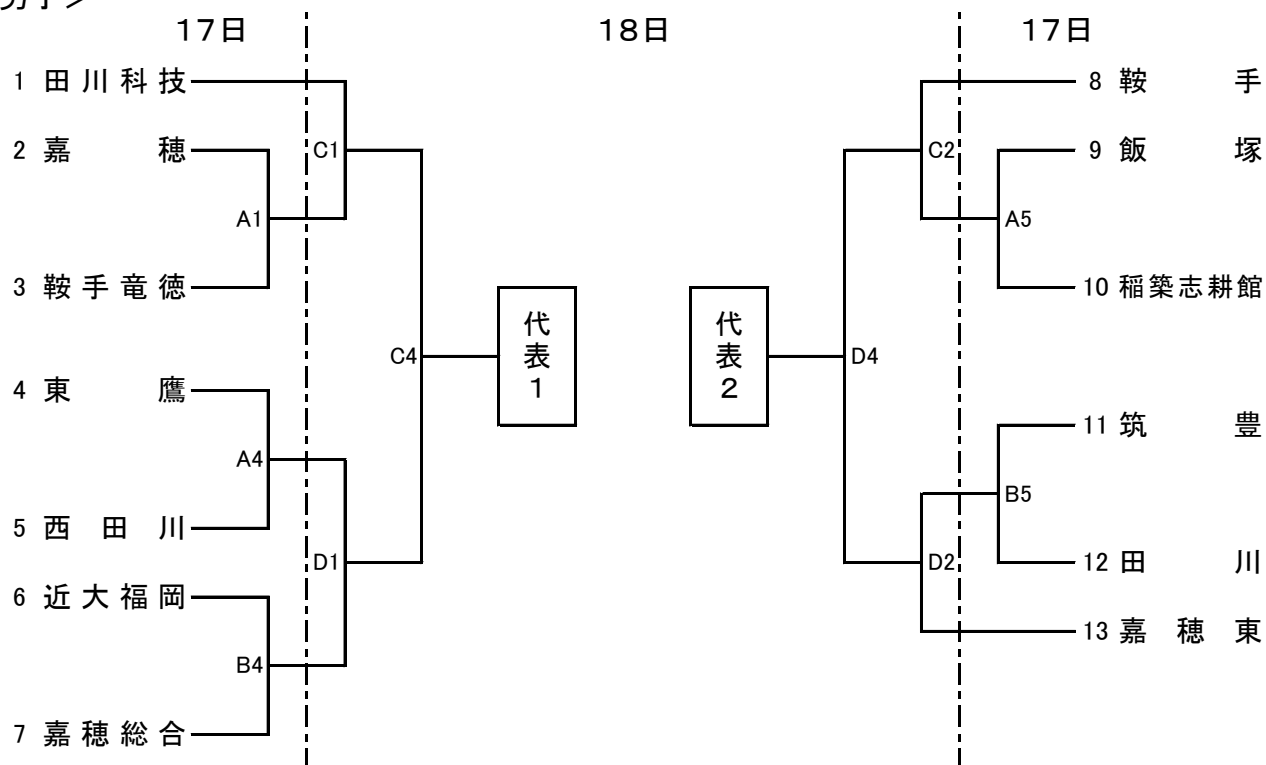 17日
18日
17日
1 田川科技
2 嘉穂
3 鞍手竜徳
4 東鷹
5 西田川
6 近大福岡
7 嘉穂総合
A1
A4
B4
C1
D1
C4
代表1
代表2
D4
C2
D2
A5
B5
8 鞍手
9 飯塚
10 稲築志耕館
11 筑豊
12 田川
13 嘉穂東